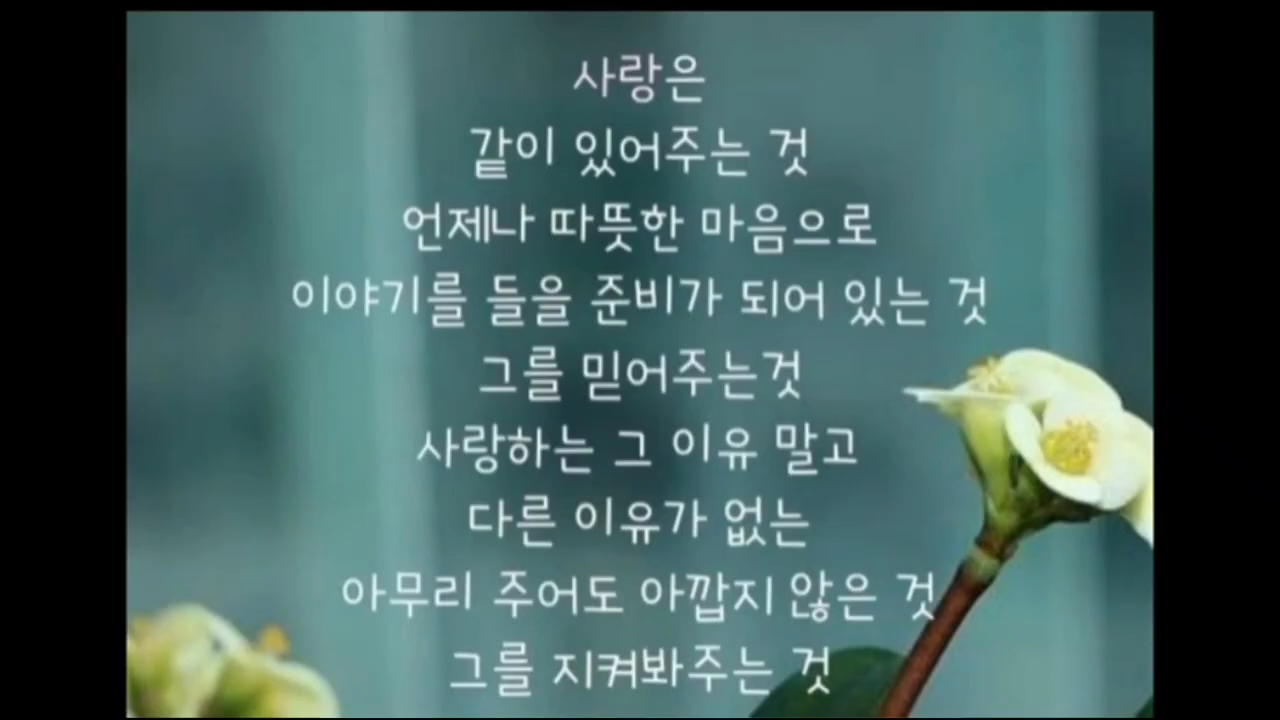 사랑은
같이 있어주는 것
언제나 따뜻한 마음으로
이야기를 들을 준비가 되어 있는 것
그를 믿어주는것
사랑하는 그 이유 말고
다른 이유가 없는
아무리 주어도 아깝지 않은 것
그를 지켜봐주는 것